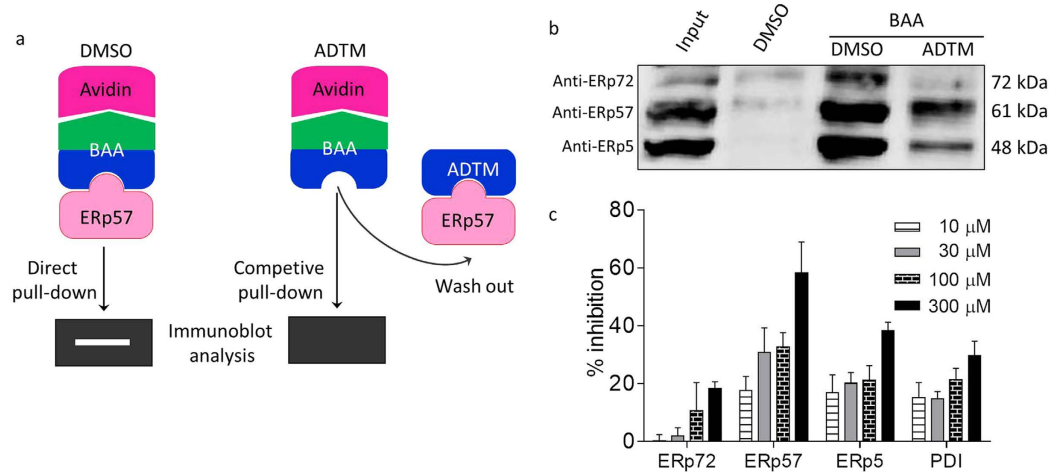 a
DMSO
Avidin
BAA
ERp57
Direct
pull-down
ADTM
Avidin
BAA
ADTM
ERp57
Competive
pull-down
Wash out
Immunoblot
analysis
b
BAA
Input
DMSO
DMSO
ADTM
Anti-ERp72
72 kDa
Anti-ERp57
61 kDa
Anti-ERp5
48 kDa
c
% inhibition
80
60
40
20
0
10 μM
30 μM
100 μM
300 μM
ERp72
ERp57
ERp5
PDI